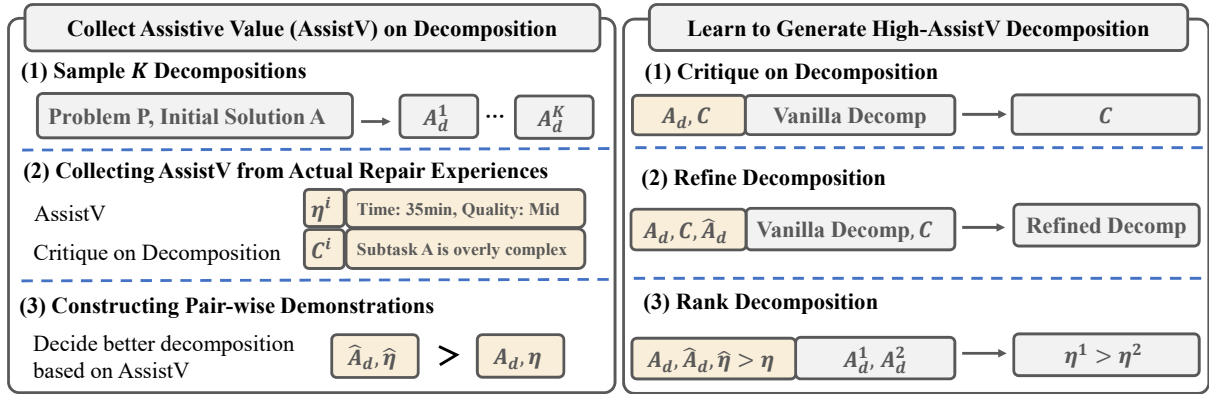 Collect Assistive Value (AssistV) on Decomposition
(1) Sample K Decompositions
Problem P, Initial Solution A → A_d^1 ... A_d^K
(2) Collecting AssistV from Actual Repair Experiences
AssistV η^i Time: 35min, Quality: Mid
Critique on Decomposition C^i Subtask A is overly complex
(3) Constructing Pair-wise Demonstrations
Decide better decomposition
based on AssistV
Â_d, η̂ > A_d, η
Learn to Generate High-AssistV Decomposition
(1) Critique on Decomposition
A_d, C Vanilla Decomp → C
(2) Refine Decomposition
A_d, C, Â_d Vanilla Decomp, C → Refined Decomp
(3) Rank Decomposition
A_d, Â_d, η̂ > η A_d^1, A_d^2 → η^1 > η^2